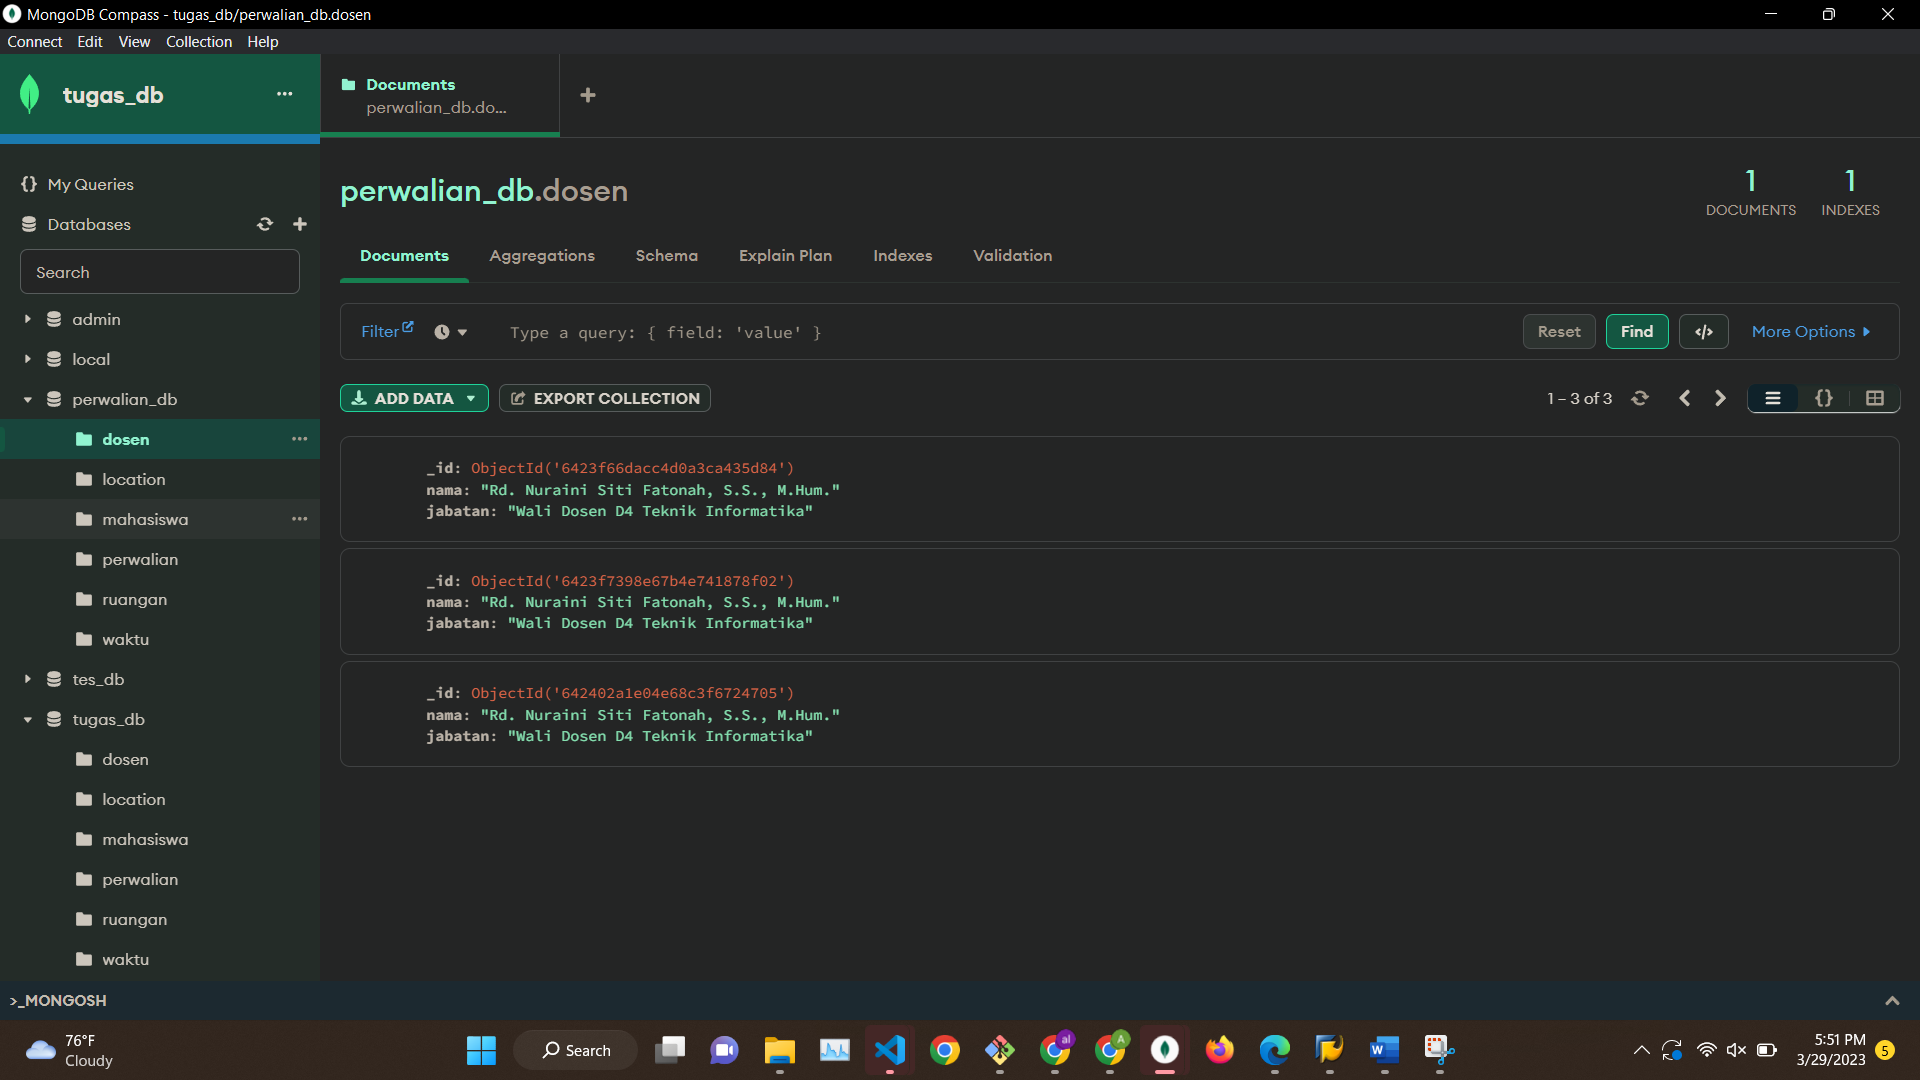 MongoDB Compass - tugas_db/perwalian_db.dosen
Connect Edit View Collection Help
tugas_db
Documents
perwalian_db.do...
{} My Queries
Databases
Search
admin
local
perwalian_db
dosen
location
mahasiswa
perwalian
ruangan
waktu
tes_db
tugas_db
dosen
location
mahasiswa
perwalian
ruangan
waktu
perwalian_db.dosen
1 DOCUMENTS
1 INDEXES
Documents Aggregations Schema Explain Plan Indexes Validation
Filter Type a query: { field: 'value' } Reset Find </> More Options
ADD DATA EXPORT COLLECTION 1 – 3 of 3 {}
_id: ObjectId('6423f66dacc4d0a3ca435d84')
nama: "Rd. Nuraini Siti Fatonah, S.S., M.Hum."
jabatan: "Wali Dosen D4 Teknik Informatika"
_id: ObjectId('6423f7398e67b4e741878f02')
nama: "Rd. Nuraini Siti Fatonah, S.S., M.Hum."
jabatan: "Wali Dosen D4 Teknik Informatika"
_id: ObjectId('642402a1e04e68c3f6724705')
nama: "Rd. Nuraini Siti Fatonah, S.S., M.Hum."
jabatan: "Wali Dosen D4 Teknik Informatika"
>_MONGOSH
76°F
Cloudy
Search
al
A
W
5:51 PM
3/29/2023
5